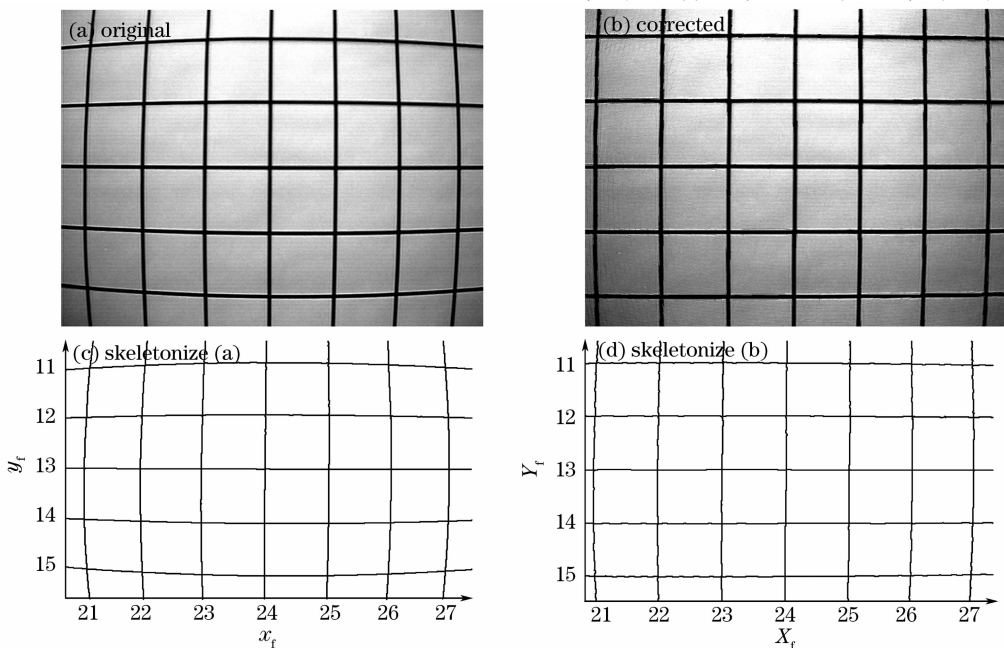 (a) original
(b) corrected
(c) skeletonize (a)
11
12
13
14
15
y_f
21 22 23 24 25 26 27
x_f
(d) skeletonize (b)
11
12
13
14
15
Y_f
21 22 23 24 25 26 27
X_f